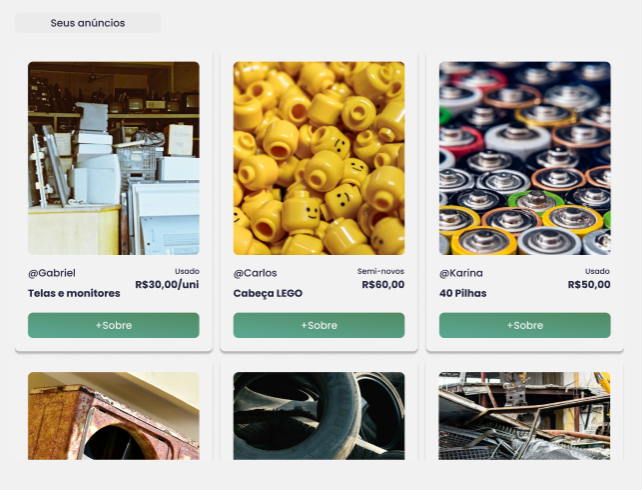 Seus anúncios
@Gabriel
Usado
R$30,00/uni
Telas e monitores
+Sobre
@Carlos
Semi-novos
R$60,00
Cabeça LEGO
+Sobre
@Karina
Usado
R$50,00
40 Pilhas
+Sobre